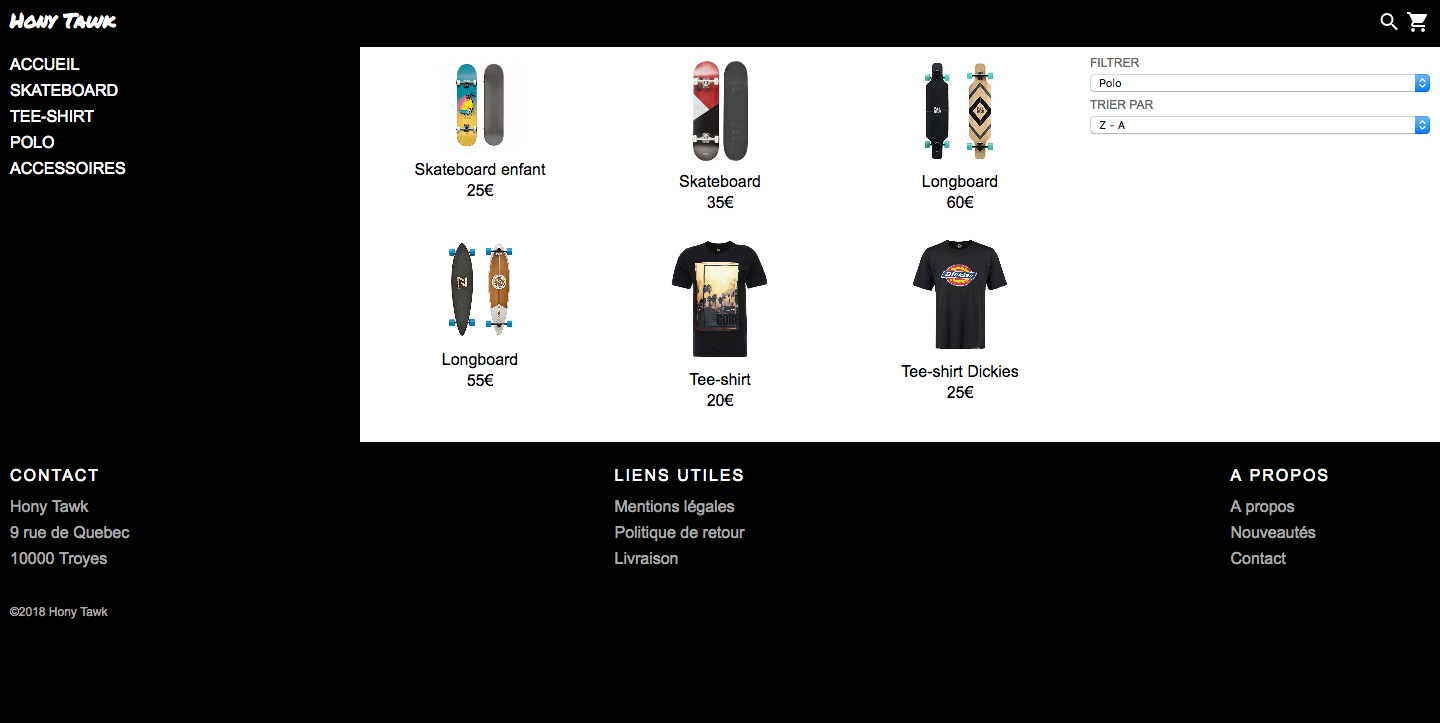 Hony Tawk
ACCUEIL
SKATEBOARD
TEE-SHIRT
POLO
ACCESSOIRES
Skateboard enfant
25€
Skateboard
35€
Longboard
60€
Longboard
55€
Tee-shirt
20€
Dickies
Tee-shirt Dickies
25€
FILTRER
Polo
TRIER PAR
Z - A
CONTACT
Hony Tawk
9 rue de Quebec
10000 Troyes
LIENS UTILES
Mentions légales
Politique de retour
Livraison
A PROPOS
A propos
Nouveautés
Contact
©2018 Hony Tawk